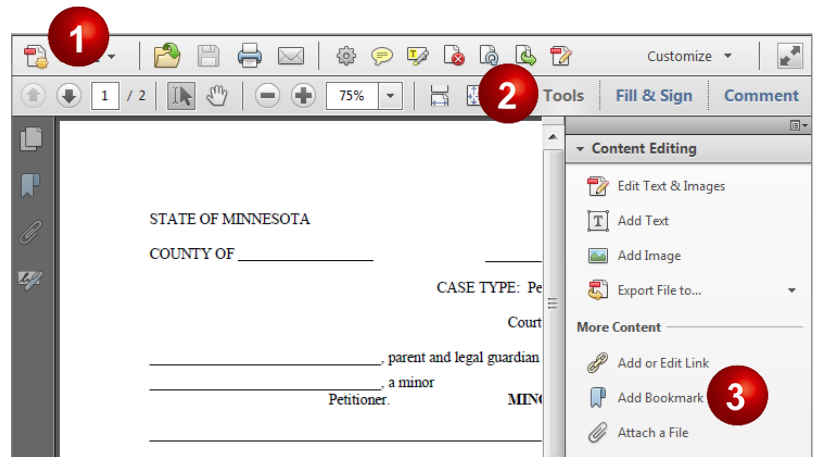 1
Customize
1 / 2
75%
2
Tools
Fill & Sign
Comment
Content Editing
Edit Text & Images
Add Text
Add Image
Export File to...
More Content
Add or Edit Link
Add Bookmark
3
Attach a File
STATE OF MINNESOTA
COUNTY OF
CASE TYPE: Pe
Court
, parent and legal guardian
, a minor
Petitioner.